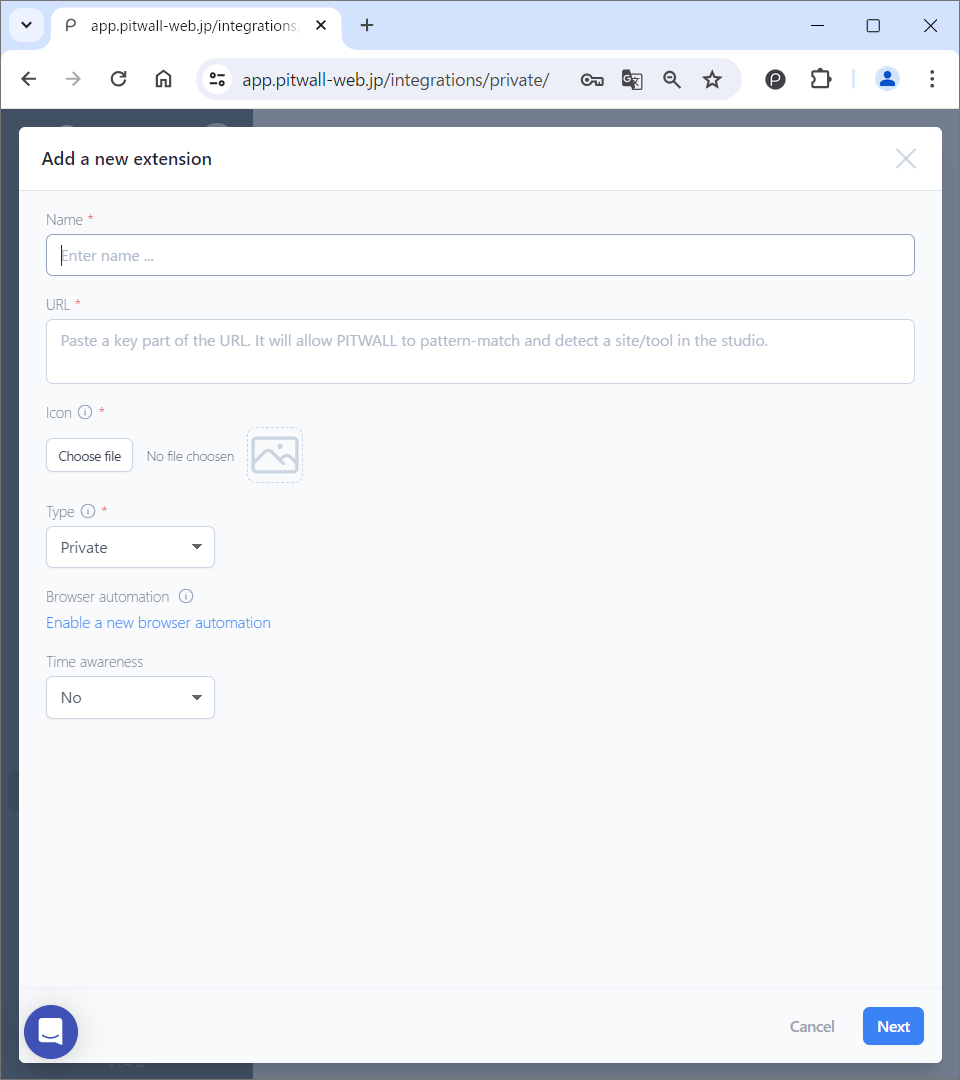 app.pitwall-web.jp/integrations
app.pitwall-web.jp/integrations/private/
Add a new extension
Name *
Enter name ...
URL *
Paste a key part of the URL. It will allow PITWALL to pattern-match and detect a site/tool in the studio.
Icon *
Choose file
No file choosen
Type *
Private
Browser automation
Enable a new browser automation
Time awareness
No
Cancel
Next